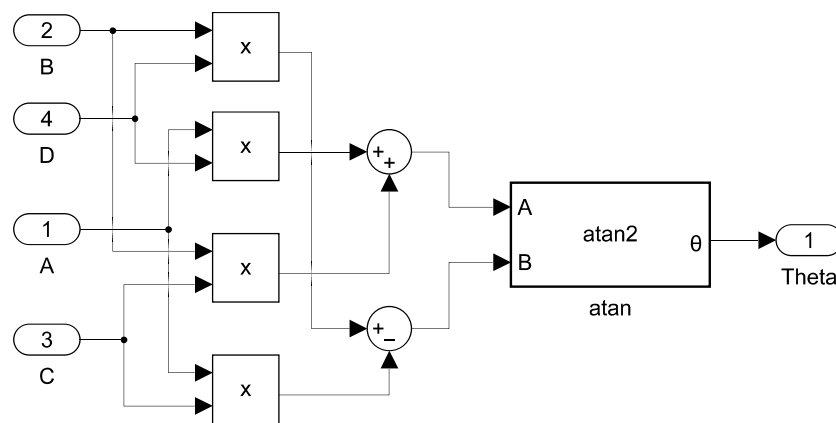 2
B
x
4
D
x
+
+
A
atan2
B
θ
1
A
x
1
Theta
atan
3
C
+
−
x